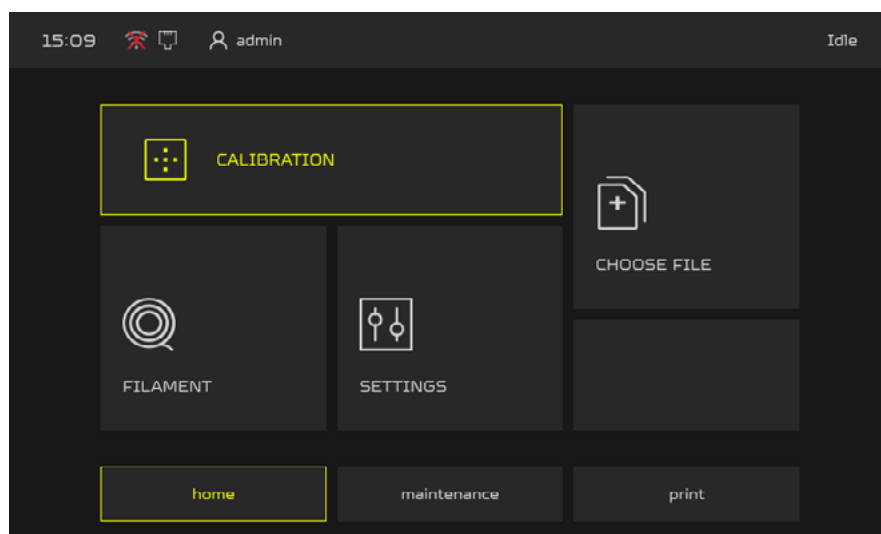 15:09 admin Idle
CALIBRATION
CHOOSE FILE
FILAMENT SETTINGS
home maintenance print